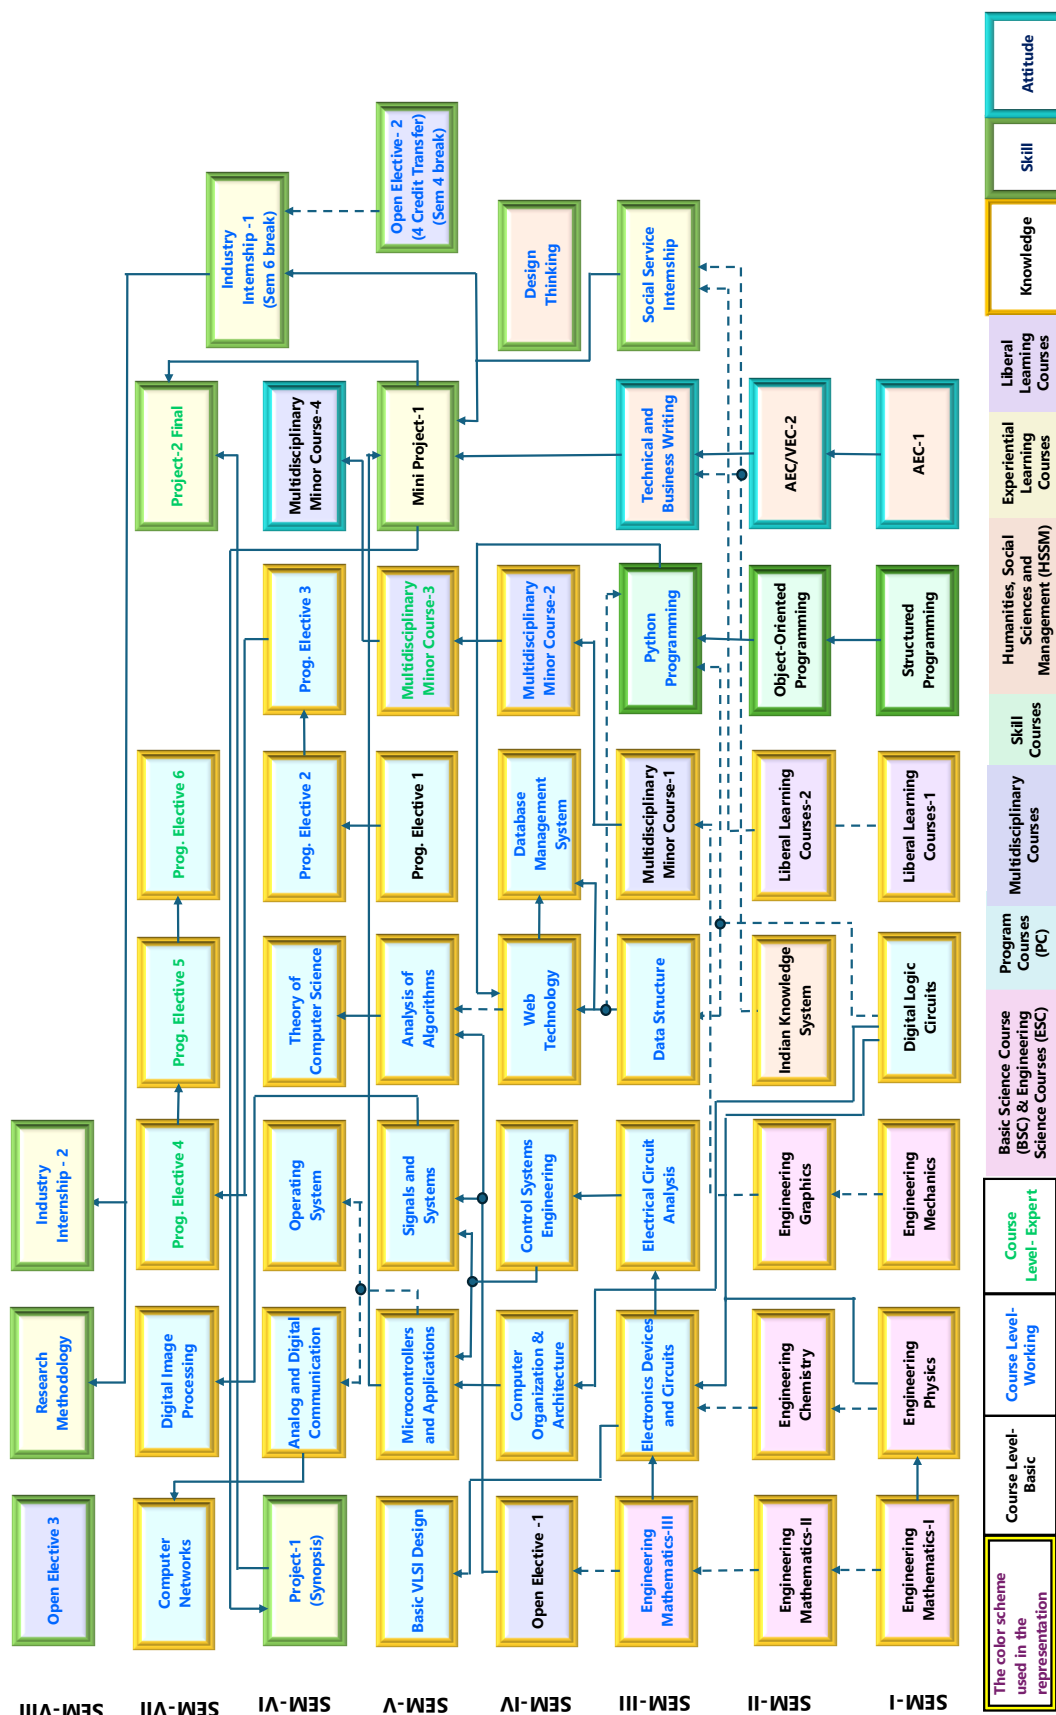 SEM-VIII
Open Elective 3
Research
Methodology
Industry
Internship - 2
SEM-VII
Computer
Networks
Digital Image
Processing
Prog. Elective 4
Prog. Elective 5
Prog. Elective 6
Project-2 Final
Industry
Internship -1
(Sem 6 break)
SEM-VI
Project-1
(Synopsis)
Analog and Digital
Communication
Operating
System
Theory of
Computer Science
Prog. Elective 2
Prog. Elective 3
Multidisciplinary
Minor Course-4
SEM-V
Basic VLSI Design
Microcontrollers
and Applications
Signals and
Systems
Analysis of
Algorithms
Prog. Elective 1
Multidisciplinary
Minor Course-3
Mini Project-1
Open Elective- 2
(4 Credit Transfer)
(Sem 4 break)
SEM-IV
Open Elective -1
Computer
Organization &
Architecture
Control Systems
Engineering
Web
Technology
Database
Management
System
Multidisciplinary
Minor Course-2
Design
Thinking
SEM-III
Engineering
Mathematics-III
Electronics Devices
and Circuits
Electrical Circuit
Analysis
Data Structure
Multidisciplinary
Minor Course-1
Python
Programming
Technical and
Business Writing
Social Service
Internship
SEM-II
Engineering
Mathematics-II
Engineering
Chemistry
Engineering
Graphics
Indian Knowledge
System
Liberal Learning
Courses-2
Object-Oriented
Programming
AEC/VEC-2
SEM-I
Engineering
Mathematics-I
Engineering
Physics
Engineering
Mechanics
Digital Logic
Circuits
Liberal Learning
Courses-1
Structured
Programming
AEC-1
The color scheme
used in the
representation
Course Level-
Basic
Course Level-
Working
Course
Level- Expert
Basic Science Course
(BSC) & Engineering
Science Courses (ESC)
Program
Courses
(PC)
Multidisciplinary
Courses
Skill
Courses
Humanities, Social
Sciences and
Management (HSSM)
Experiential
Learning
Courses
Liberal
Learning
Courses
Knowledge
Skill
Attitude